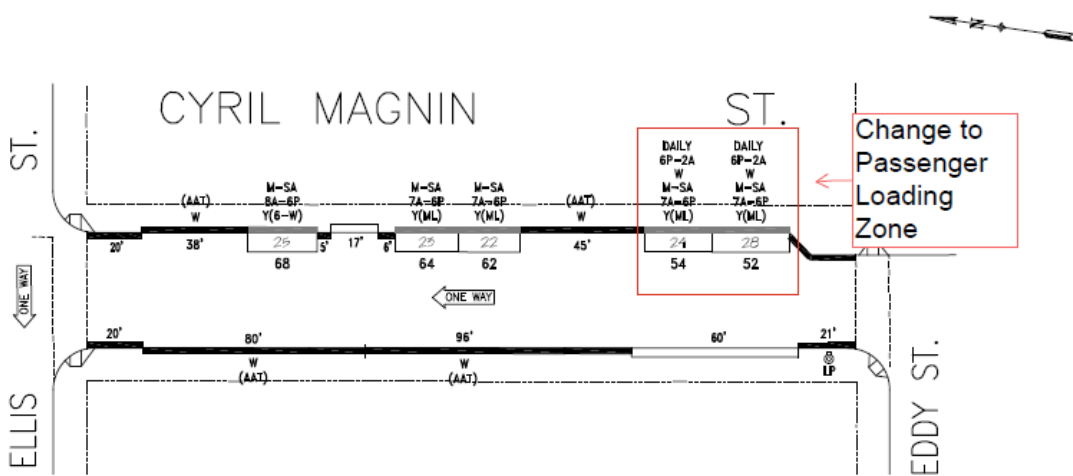 N
CYRIL MAGNIN ST.
ST.
Change to
Passenger
Loading
Zone
DAILY
6P-2A
W
M-SA
7A-6P
Y(ML)
DAILY
6P-2A
W
M-SA
7A-6P
Y(ML)
(AAT)
W
M-SA
8A-6P
Y(6-W)
M-SA
7A-6P
Y(ML)
M-SA
7A-6P
Y(ML)
(AAT)
W
20' 38' 25 5' 17' 6' 23 22 45' 24 28
68 64 62 54 52
ONE WAY
ONE WAY
20' 80' 96' 60' 21'
W
(AAT)
W
(AAT)
LP
ELLIS
EDDY ST.